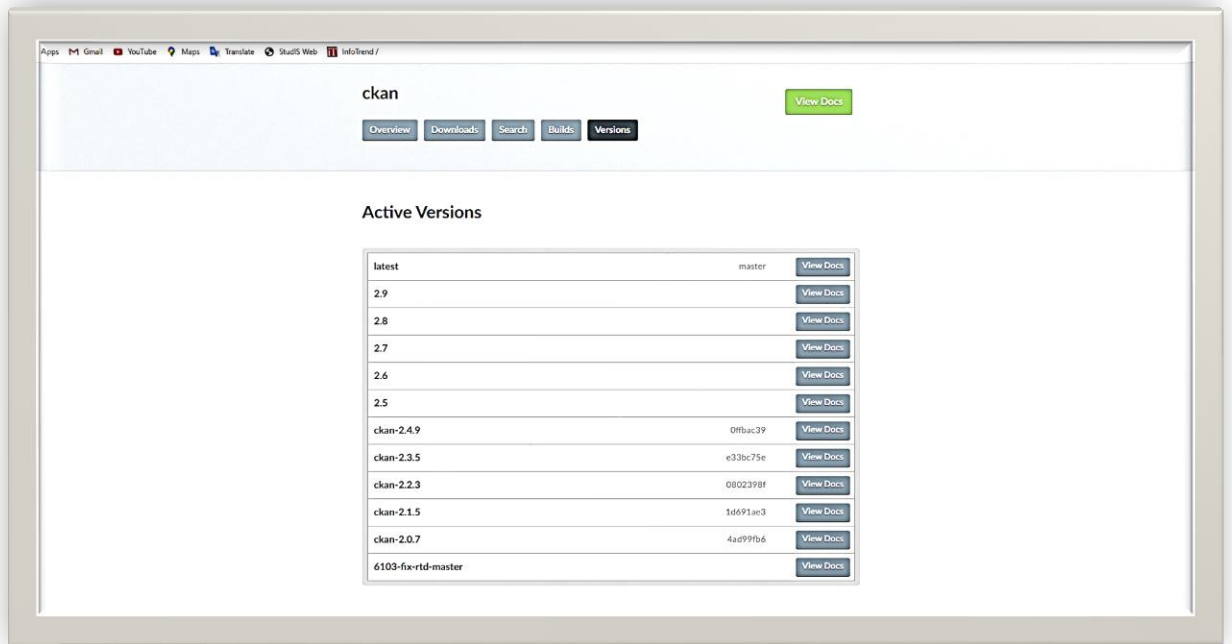 Apps Gmail YouTube Maps Translate StudIS Web InfoTrend /
ckan
View Docs
Overview Downloads Search Builds Versions
Active Versions
latest master View Docs
2.9 View Docs
2.8 View Docs
2.7 View Docs
2.6 View Docs
2.5 View Docs
ckan-2.4.9 0ffbac39 View Docs
ckan-2.3.5 e33bc75e View Docs
ckan-2.2.3 0802398f View Docs
ckan-2.1.5 1d691ae3 View Docs
ckan-2.0.7 4ad99fb6 View Docs
6103-fix-rtd-master View Docs